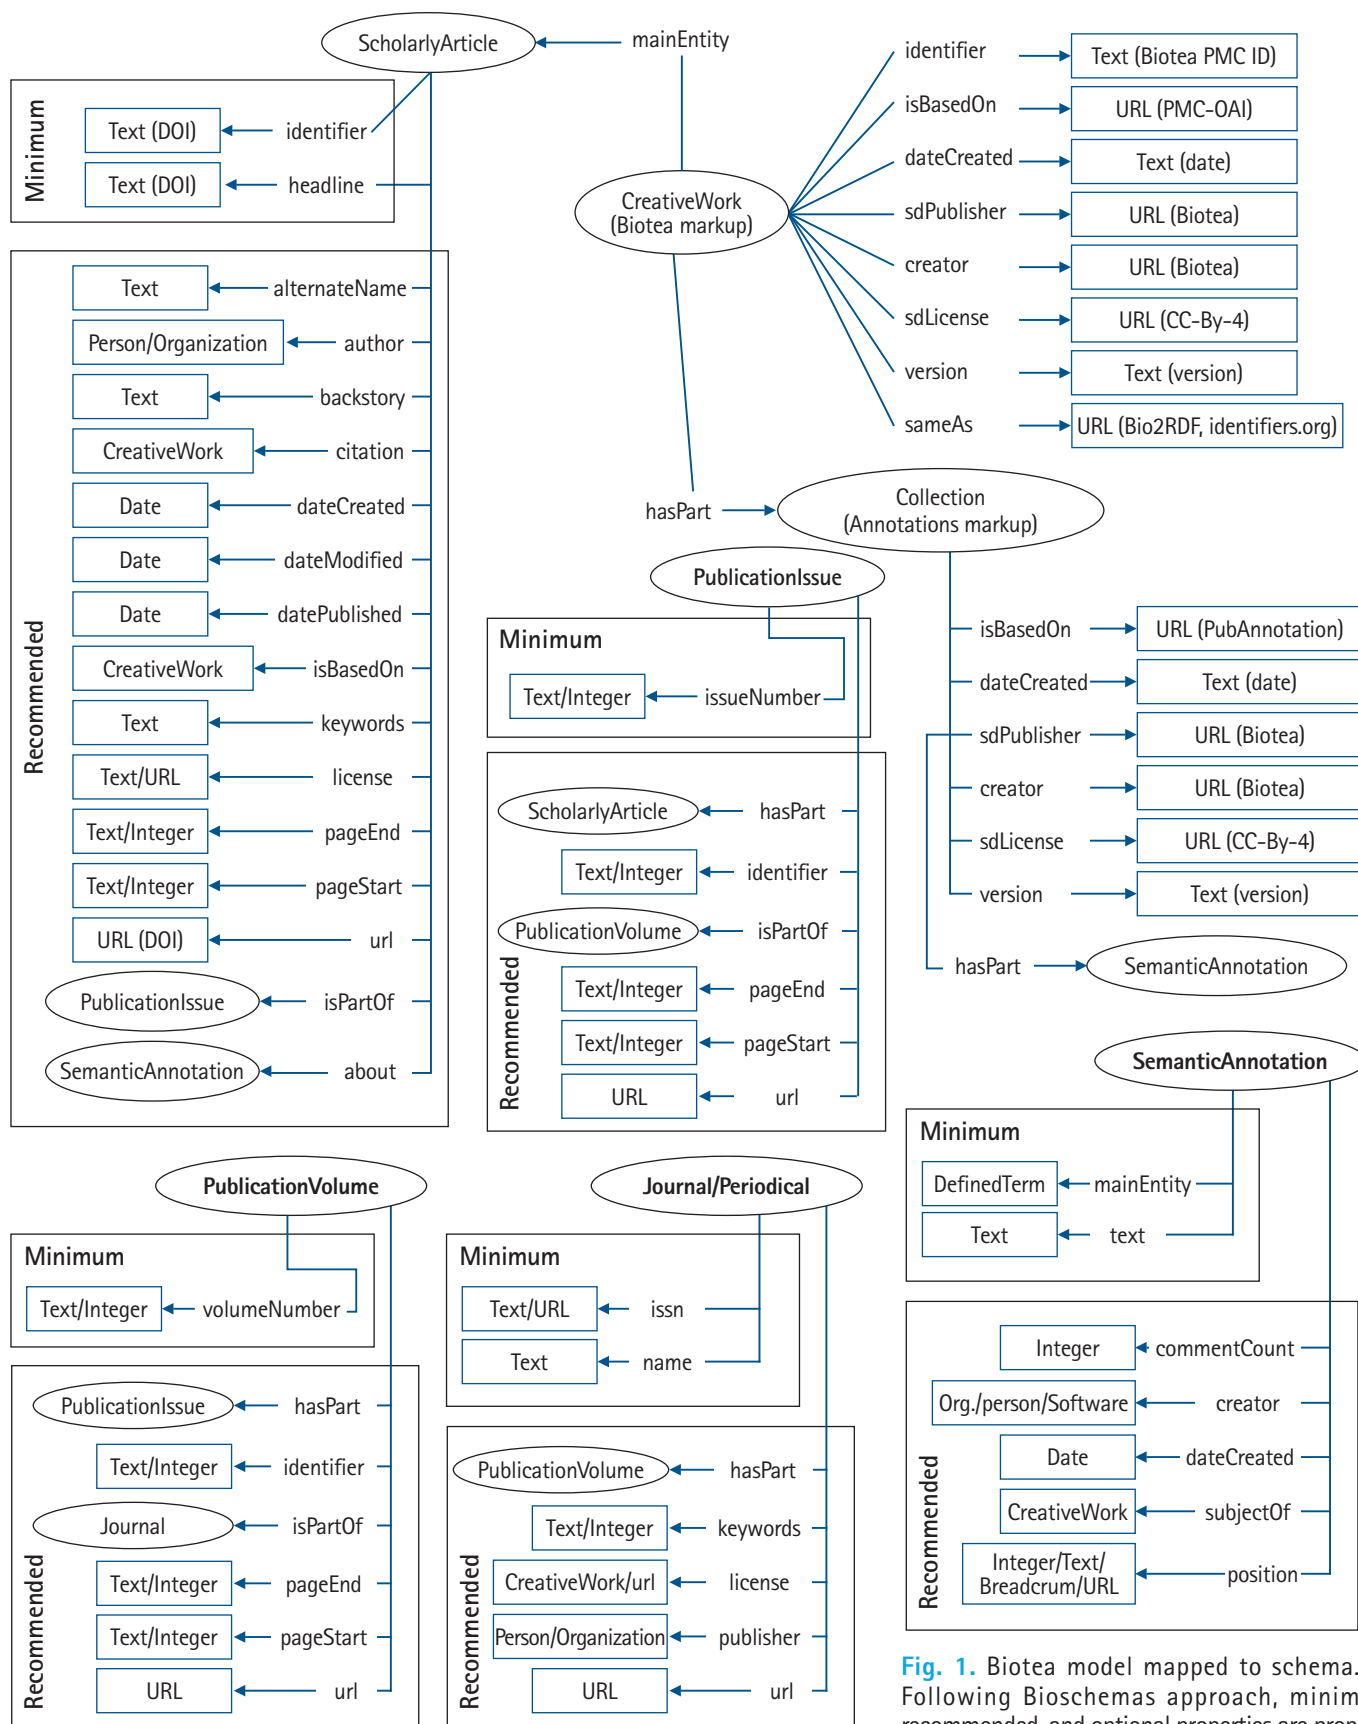 ScholarlyArticle
mainEntity
Minimum
Text (DOI) identifier
Text (DOI) headline
Recommended
Text alternateName
Person/Organization author
Text backstory
CreativeWork citation
Date dateCreated
Date dateModified
Date datePublished
CreativeWork isBasedOn
Text keywords
Text/URL license
Text/Integer pageEnd
Text/Integer pageStart
URL (DOI) url
PublicationIssue isPartOf
SemanticAnnotation about
CreativeWork
(Biotea markup)
identifier Text (Biotea PMC ID)
isBasedOn URL (PMC-OAI)
dateCreated Text (date)
sdPublisher URL (Biotea)
creator URL (Biotea)
sdLicense URL (CC-By-4)
version Text (version)
sameAs URL (Bio2RDF, identifiers.org)
hasPart
Collection
(Annotations markup)
isBasedOn URL (PubAnnotation)
dateCreated Text (date)
sdPublisher URL (Biotea)
creator URL (Biotea)
sdLicense URL (CC-By-4)
version Text (version)
hasPart SemanticAnnotation
PublicationIssue
Minimum
Text/Integer issueNumber
Recommended
ScholarlyArticle hasPart
Text/Integer identifier
PublicationVolume isPartOf
Text/Integer pageEnd
Text/Integer pageStart
URL url
SemanticAnnotation
Minimum
DefinedTerm mainEntity
Text text
Recommended
Integer commentCount
Org./person/Software creator
Date dateCreated
CreativeWork subjectOf
Integer/Text/
Breadcrum/URL position
PublicationVolume
Minimum
Text/Integer volumeNumber
Recommended
PublicationIssue hasPart
Text/Integer identifier
Journal isPartOf
Text/Integer pageEnd
Text/Integer pageStart
URL url
Journal/Periodical
Minimum
Text/URL issn
Text name
Recommended
PublicationVolume hasPart
Text/Integer keywords
CreativeWork/url license
Person/Organization publisher
URL url
Fig. 1. Biotea model mapped to schema.
Following Bioschemas approach, minim
recommended, and optional properties are prop